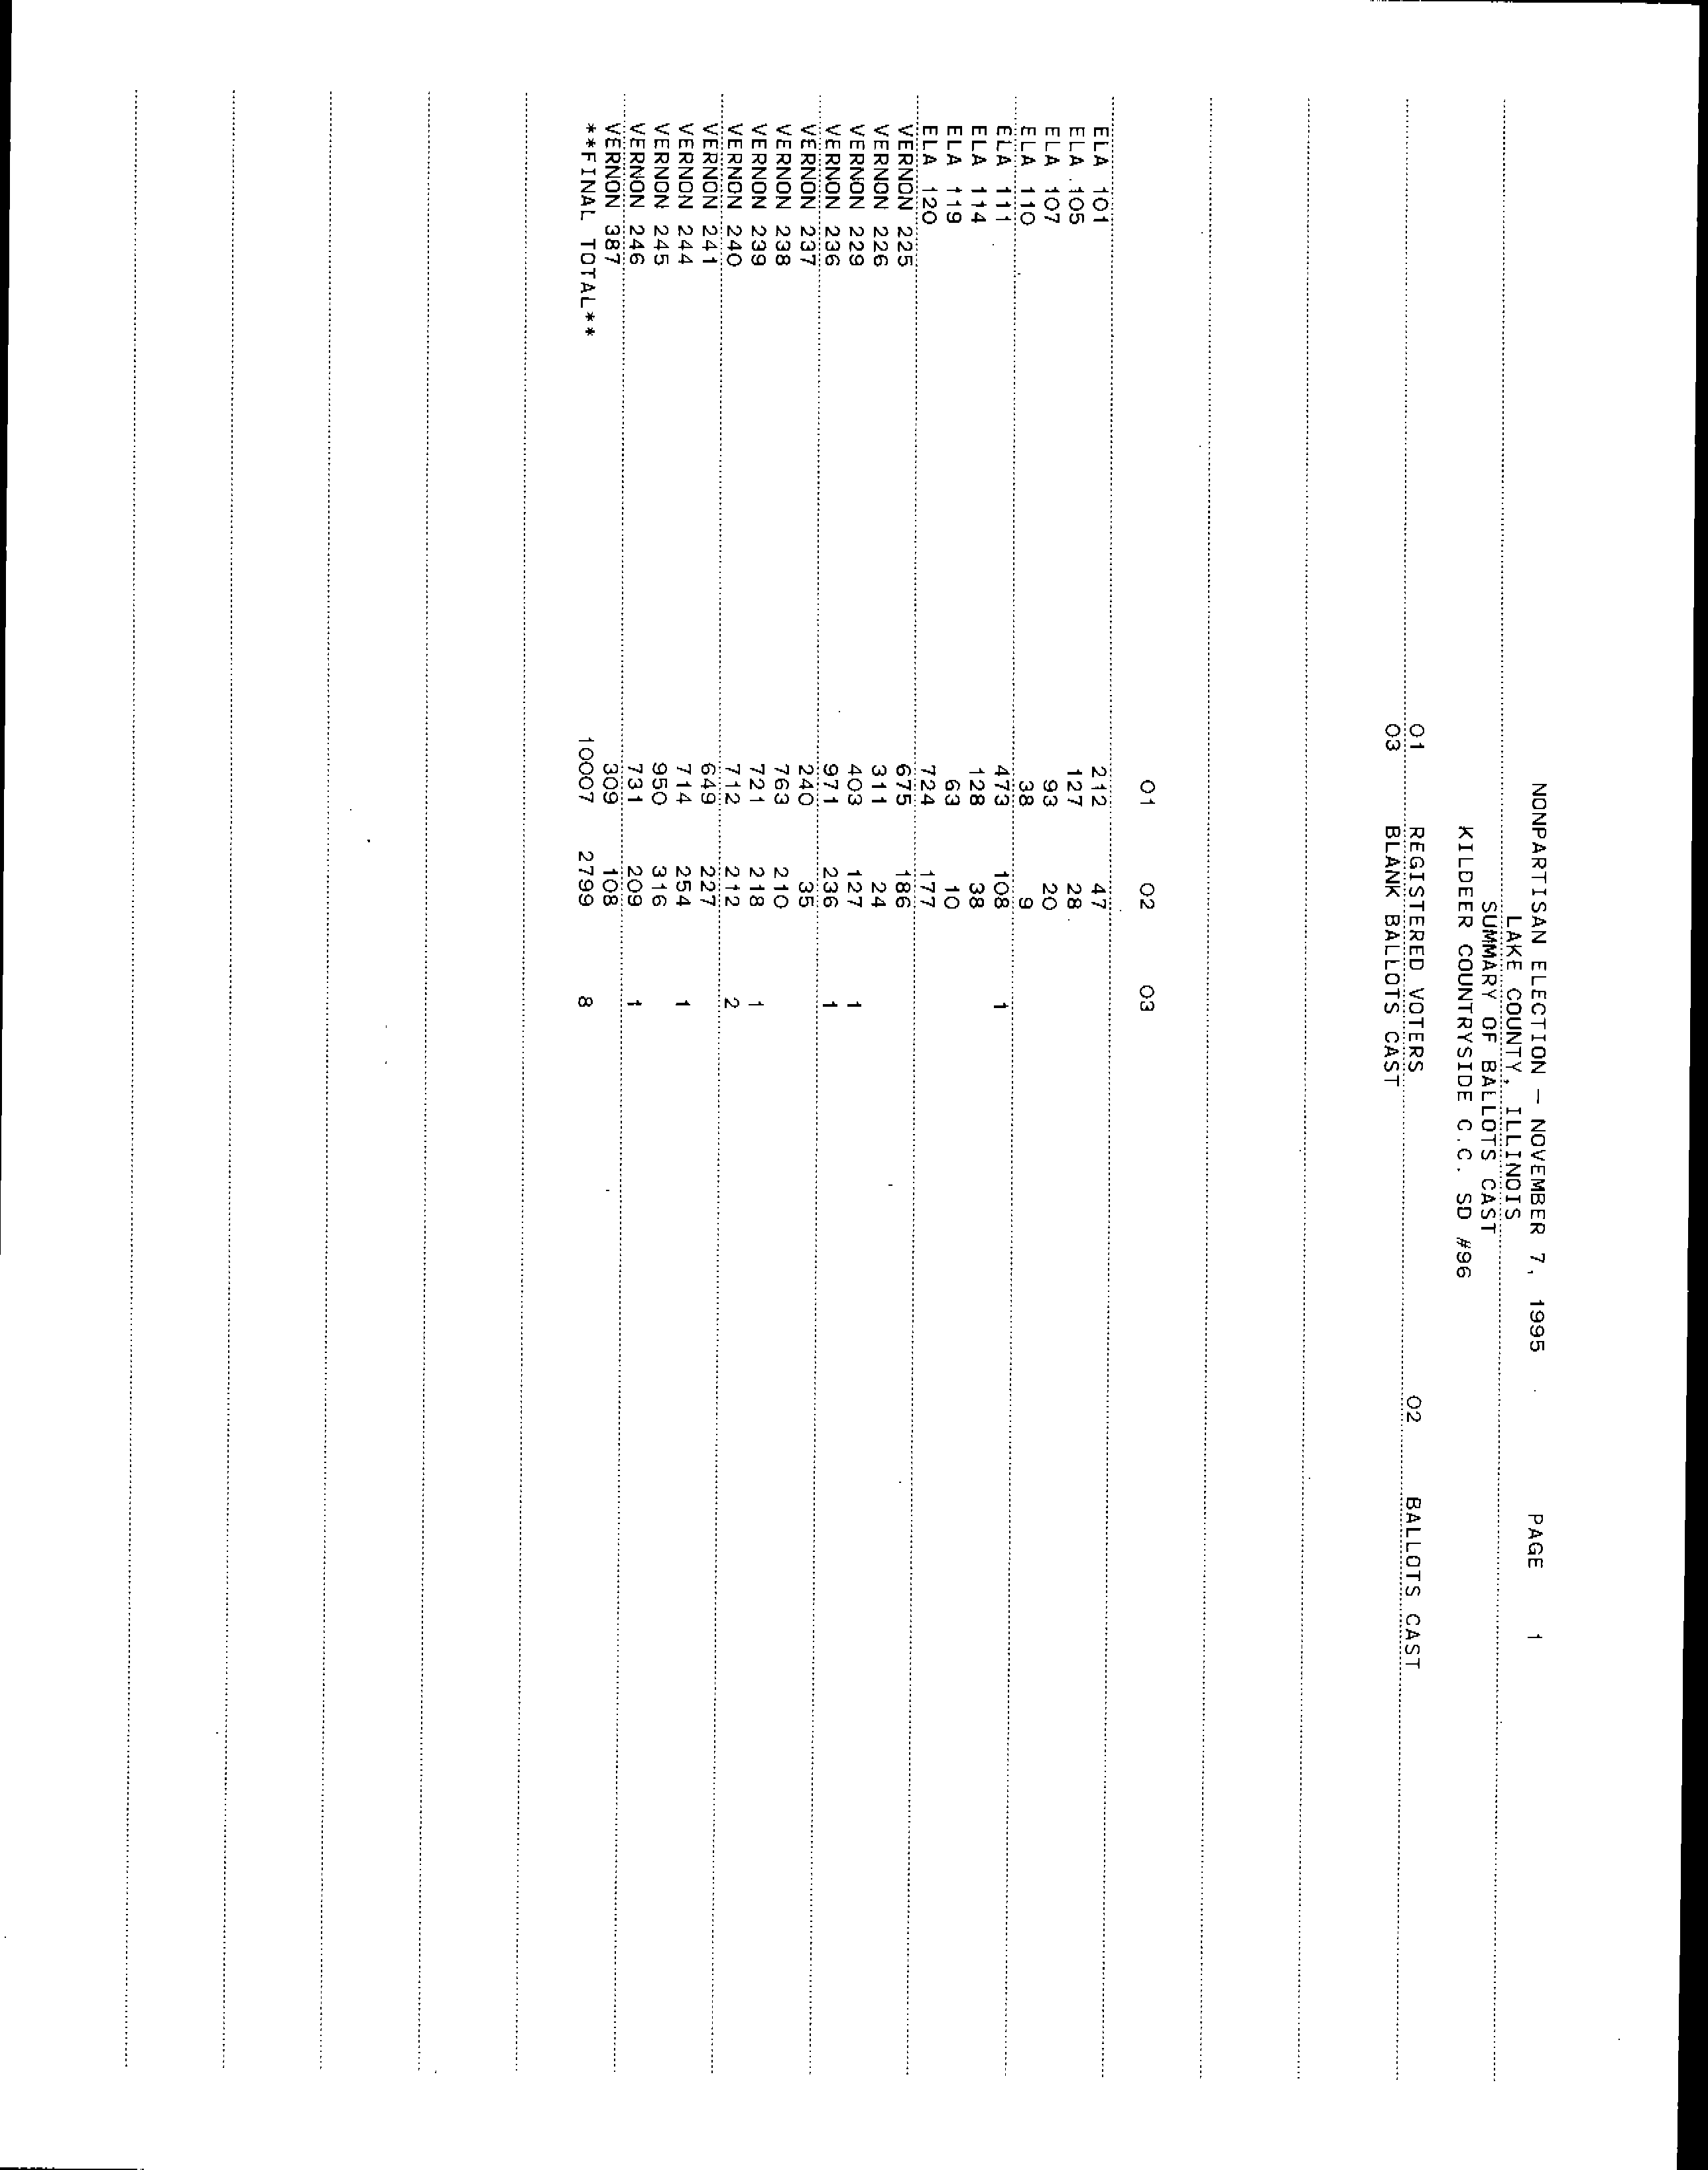 NONPARTISAN ELECTION — NOVEMBER 7, 1995 PAGE 1
LAKE COUNTY, ILLINOIS
SUMMARY OF BALLOTS CAST
KILDEER COUNTRYSIDE C.C. SD #96
01 REGISTERED VOTERS 02 BALLOTS CAST
03 BLANK BALLOTS CAST
01 02 03
ELA 101 212 47
ELA 105 127 28
ELA 107 93 20
ELA 110 38 9
ELA 111 473 108 1
ELA 114 128 38
ELA 119 63 10
ELA 120 724 177
VERNON 225 675 186
VERNON 226 311 24
VERNON 229 403 127 1
VERNON 236 971 236 1
VERNON 237 240 35
VERNON 238 763 210
VERNON 239 721 218 1
VERNON 240 712 212 2
VERNON 241 649 227
VERNON 244 714 254 1
VERNON 245 950 316
VERNON 246 731 209 1
VERNON 387 309 108
**FINAL TOTAL** 10007 2799 8